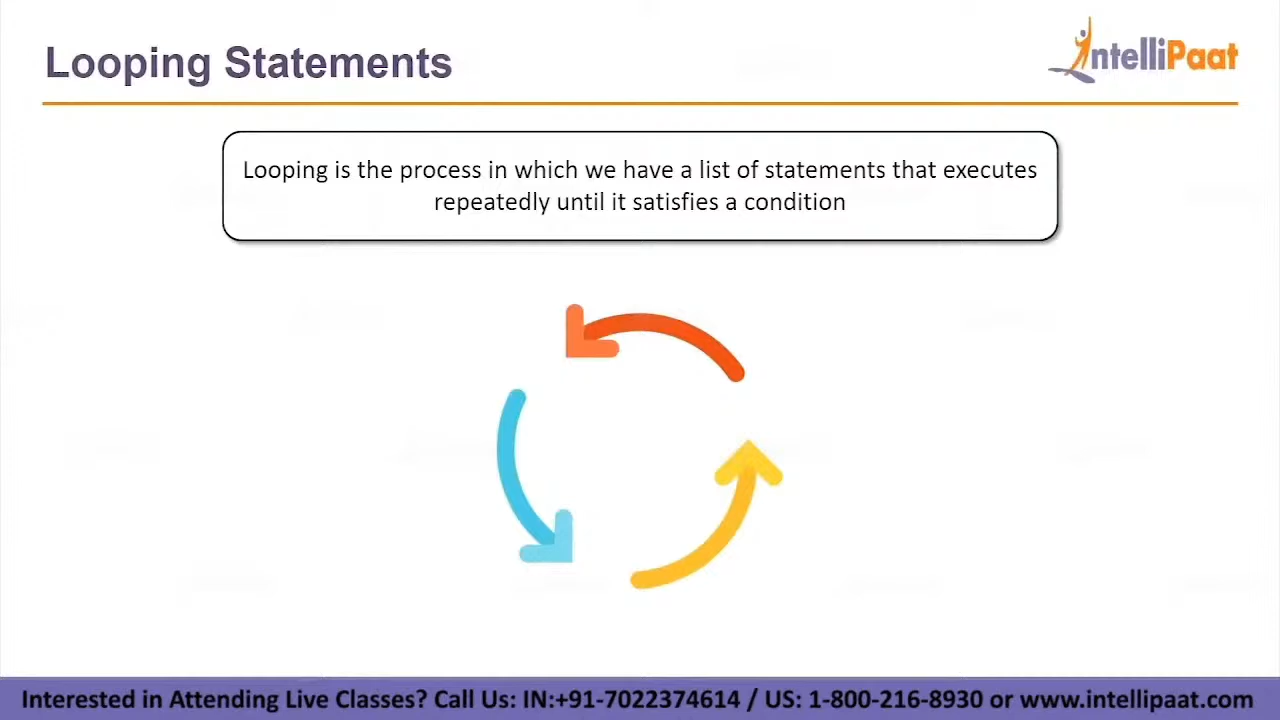 Looping Statements
IntelliPaat
Looping is the process in which we have a list of statements that executes
repeatedly until it satisfies a condition
Interested in Attending Live Classes? Call Us: IN:+91-7022374614 / US: 1-800-216-8930 or www.intellipaat.com